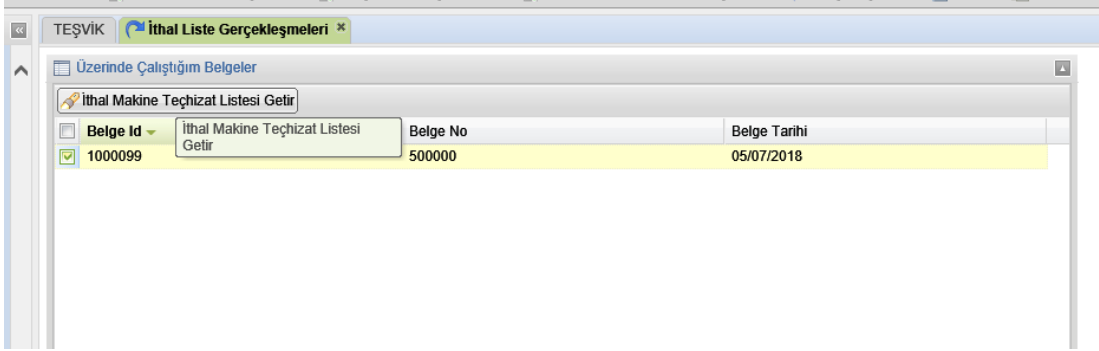 TEŞVİK
İthal Liste Gerçekleşmeleri
Üzerinde Çalıştığım Belgeler
İthal Makine Teçhizat Listesi Getir
Belge Id
İthal Makine Teçhizat Listesi
Getir
Belge No
Belge Tarihi
1000099
500000
05/07/2018